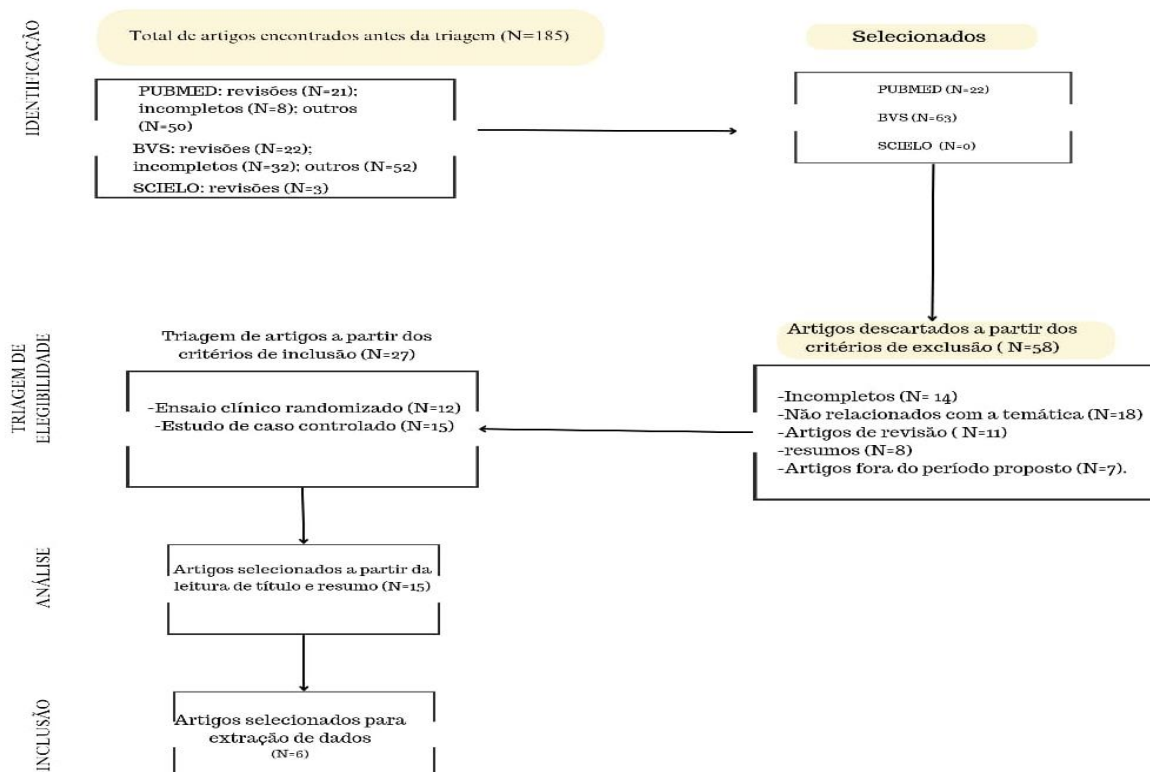 IDENTIFICAÇÃO
Total de artigos encontrados antes da triagem (N=185)
PUBMED: revisões (N=21);
incompletos (N=8); outros
(N=50)
BVS: revisões (N=22);
incompletos (N=32); outros (N=52)
SCIELO: revisões (N=3)
Selecionados
PUBMED (N=22)
BVS (N=63)
SCIELO (N=0)
TRIAGEM DE
ELEGIBILIDADE
Triagem de artigos a partir dos
critérios de inclusão (N=27)
-Ensaio clínico randomizado (N=12)
-Estudo de caso controlado (N=15)
Artigos descartados a partir dos
critérios de exclusão ( N=58)
-Incompletos (N= 14)
-Não relacionados com a temática (N=18)
-Artigos de revisão ( N=11)
-resumos (N=8)
-Artigos fora do período proposto (N=7).
ANÁLISE
Artigos selecionados a partir da
leitura de título e resumo (N=15)
INCLUSÃO
Artigos selecionados para
extração de dados
(N=6)